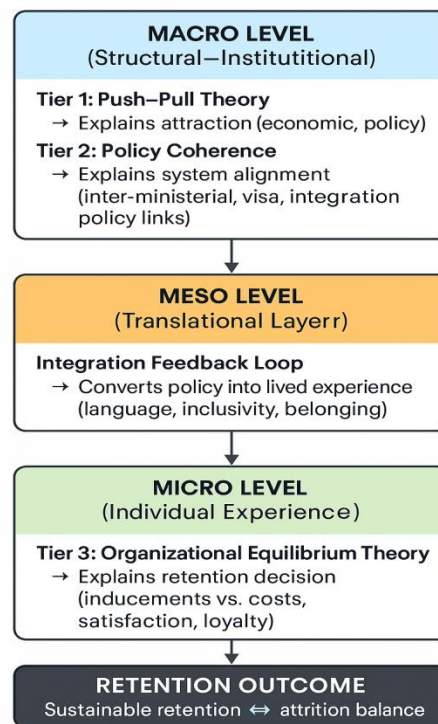 MACRO LEVEL
(Structural–Institutitional)
Tier 1: Push–Pull Theory
→ Explains attraction (economic, policy)
Tier 2: Policy Coherence
→ Explains system alignment
(inter-ministerial, visa, integration
policy links)
MESO LEVEL
(Translational Layerr)
Integration Feedback Loop
→ Converts policy into lived experience
(language, inclusivity, belonging)
MICRO LEVEL
(Individual Experience)
Tier 3: Organizational Equilibrium Theory
→ Explains retention decision
(inducements vs. costs,
satisfaction, loyalty)
RETENTION OUTCOME
Sustainable retention ⇔ attrition balance